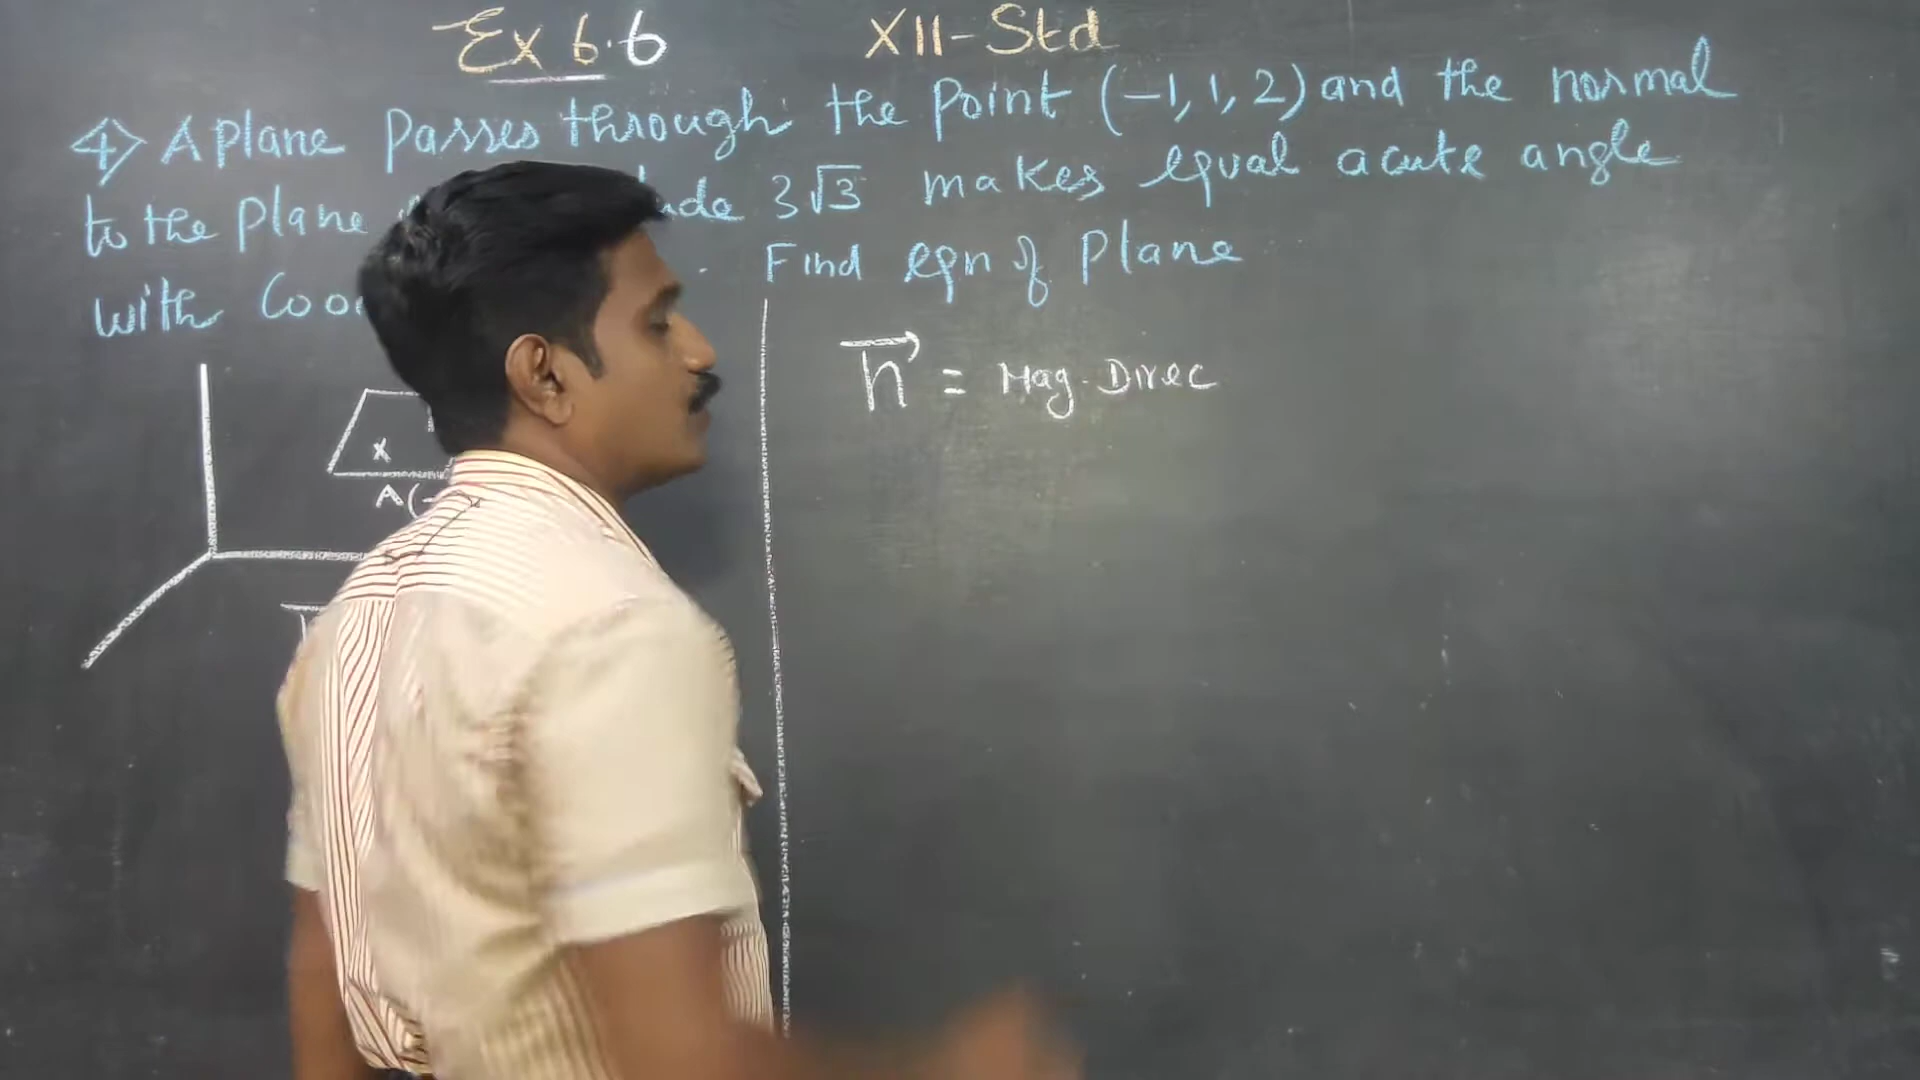 Ex 6.6 XII-Std
4) A plane passes through the point (-1, 1, 2) and the normal
to the plane 3√3 makes equal acute angle
with Find eqn of plane
n⃗ = Mag. Direc
x
A(-